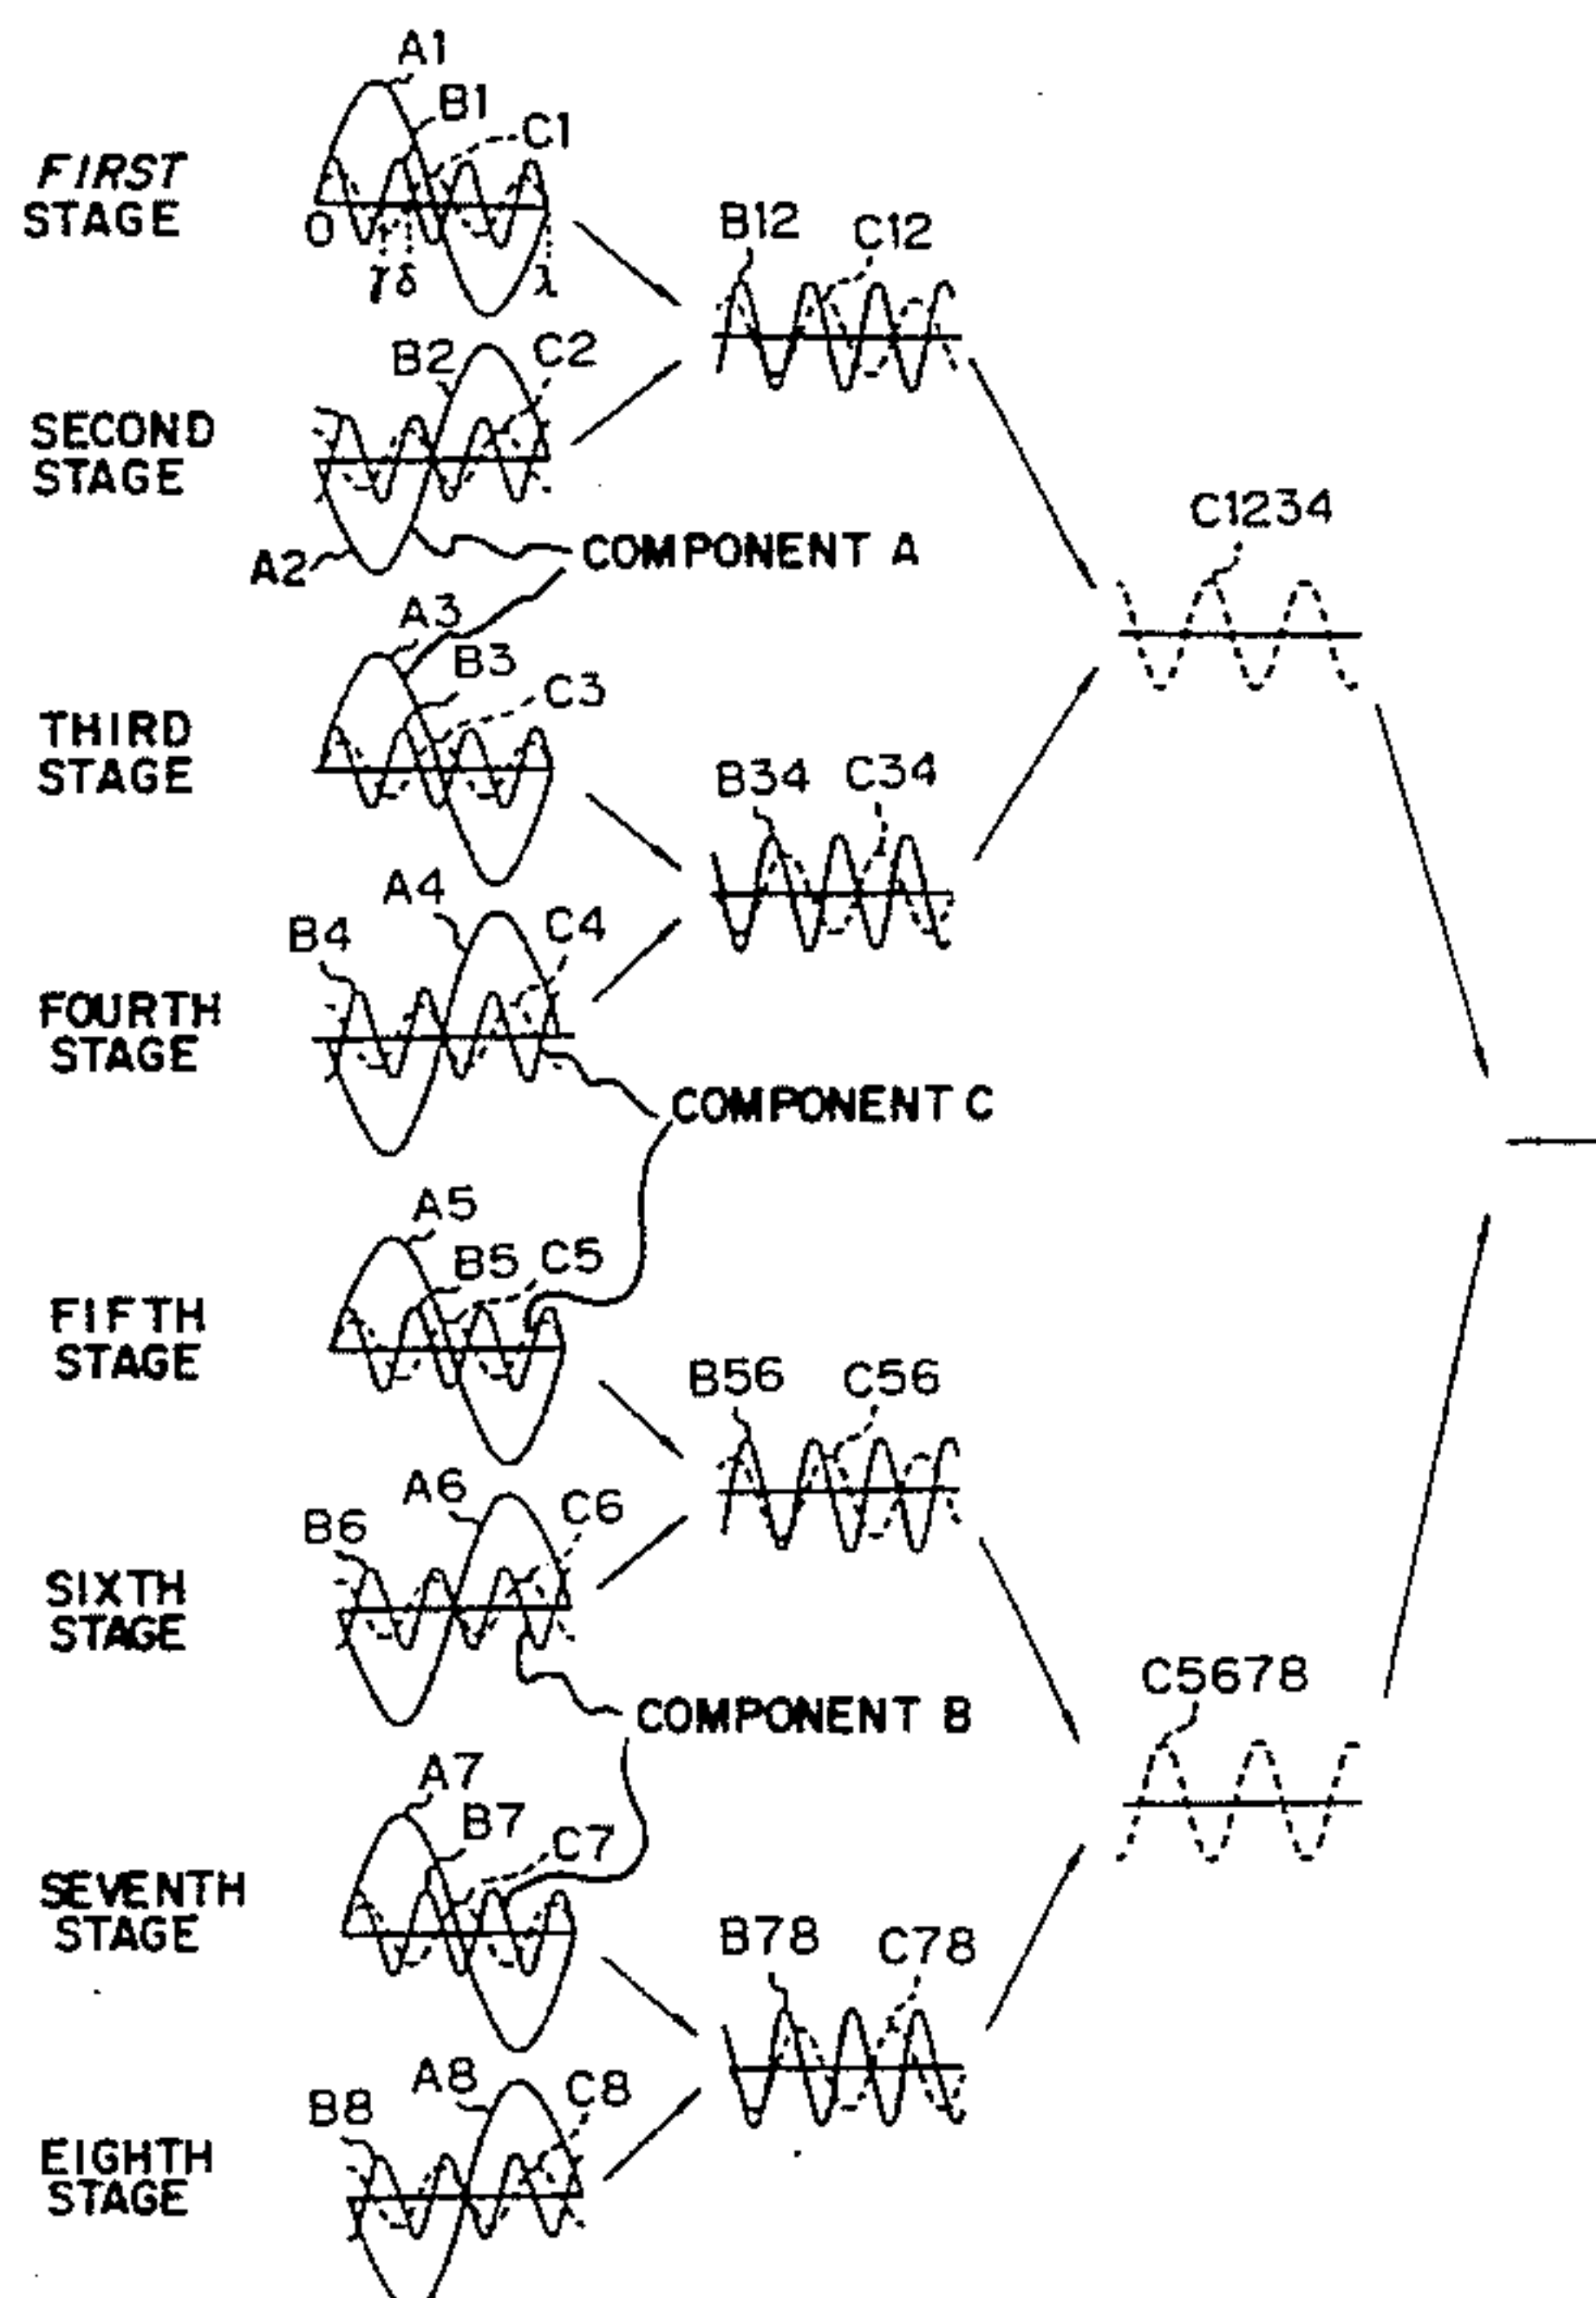 A1
B1
C1
FIRST
STAGE
O
γ δ λ
B12 C12
B2 C2
SECOND
STAGE
A2
COMPONENT A
C1234
A3
B3
C3
THIRD
STAGE
B34 C34
A4
B4 C4
FOURTH
STAGE
COMPONENT C
A5
B5 C5
FIFTH
STAGE
B56 C56
A6
B6 C6
SIXTH
STAGE
C5678
COMPONENT B
A7
B7
C7
SEVENTH
STAGE
B78 C78
A8 C8
B8
EIGHTH
STAGE